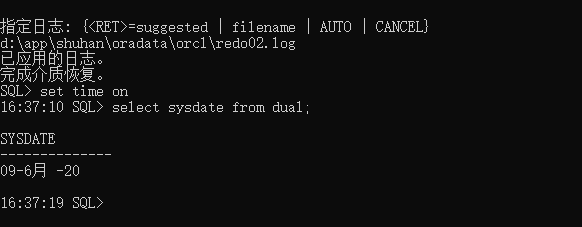 指定日志: {<RET>=suggested | filename | AUTO | CANCEL}
d:\app\shuhan\oradata\orcl\redo02.log
已应用的日志。
完成介质恢复。
SQL> set time on
16:37:10 SQL> select sysdate from dual;
SYSDATE
--------------
09-6月 -20
16:37:19 SQL>